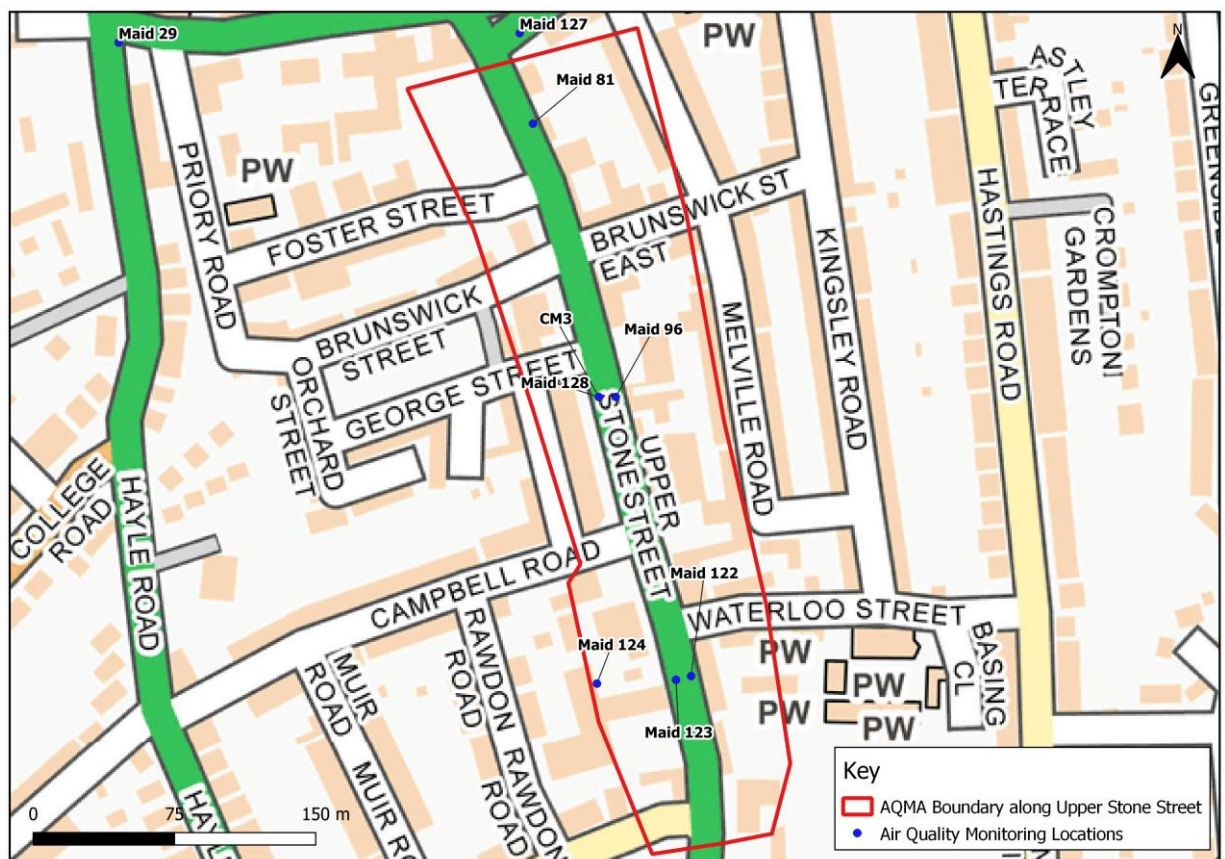 Maid 29
Maid 127
PW
N
Maid 81
ASTLEY
TERRACE
GREENSIDE
PRIORY ROAD
PW
FOSTER STREET
BRUNSWICK ST
EAST
KINGSLEY ROAD
HASTINGS ROAD
CROMPTON
GARDENS
BRUNSWICK
STREET
CM3
Maid 96
MELVILLE ROAD
ORCHARD
STREET
GEORGE STREET
Maid 128
UPPER
STONE STREET
COLLEGE
ROAD
HAYLE ROAD
CAMPBELL ROAD
Maid 122
WATERLOO STREET
BASING
CL
RAWDON
ROAD
MUIR
ROAD
Maid 124
PW
PW
PW
PW
Maid 123
RAWDON
ROAD
MUIR RO
HAYL
Key
AQMA Boundary along Upper Stone Street
Air Quality Monitoring Locations
0 75 150 m